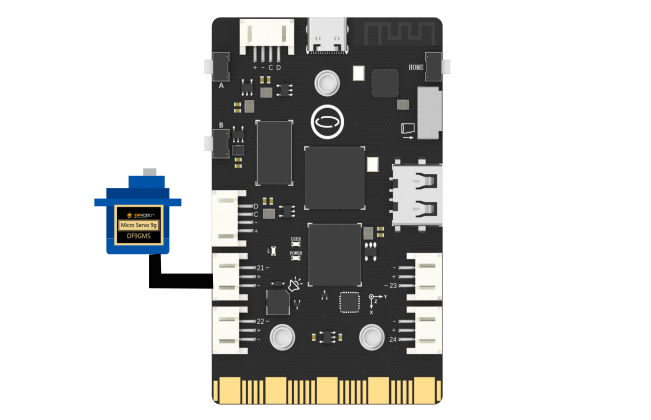 + - C D
A
HOME
B
D
C
-
+
DFROBOT
Micro Servo 9g
DF9GMS
USER
L
POWER
21 -
+
-
-
+
- 23
Y
Z
X
22 -
+
-
-
+
24 -